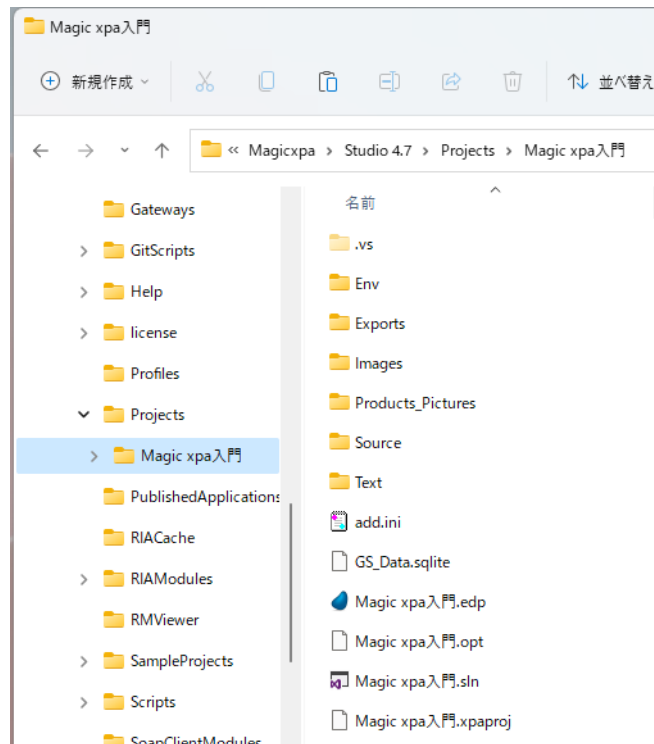 Magic xpa入門
新規作成
並べ替え
« Magicxpa > Studio 4.7 > Projects > Magic xpa入門
名前
Gateways
GitScripts
Help
license
Profiles
Projects
Magic xpa入門
PublishedApplications
RIACache
RIAModules
RMViewer
SampleProjects
Scripts
SoapClientModules
.vs
Env
Exports
Images
Products_Pictures
Source
Text
add.ini
GS_Data.sqlite
Magic xpa入門.edp
Magic xpa入門.opt
Magic xpa入門.sln
Magic xpa入門.xpaproj